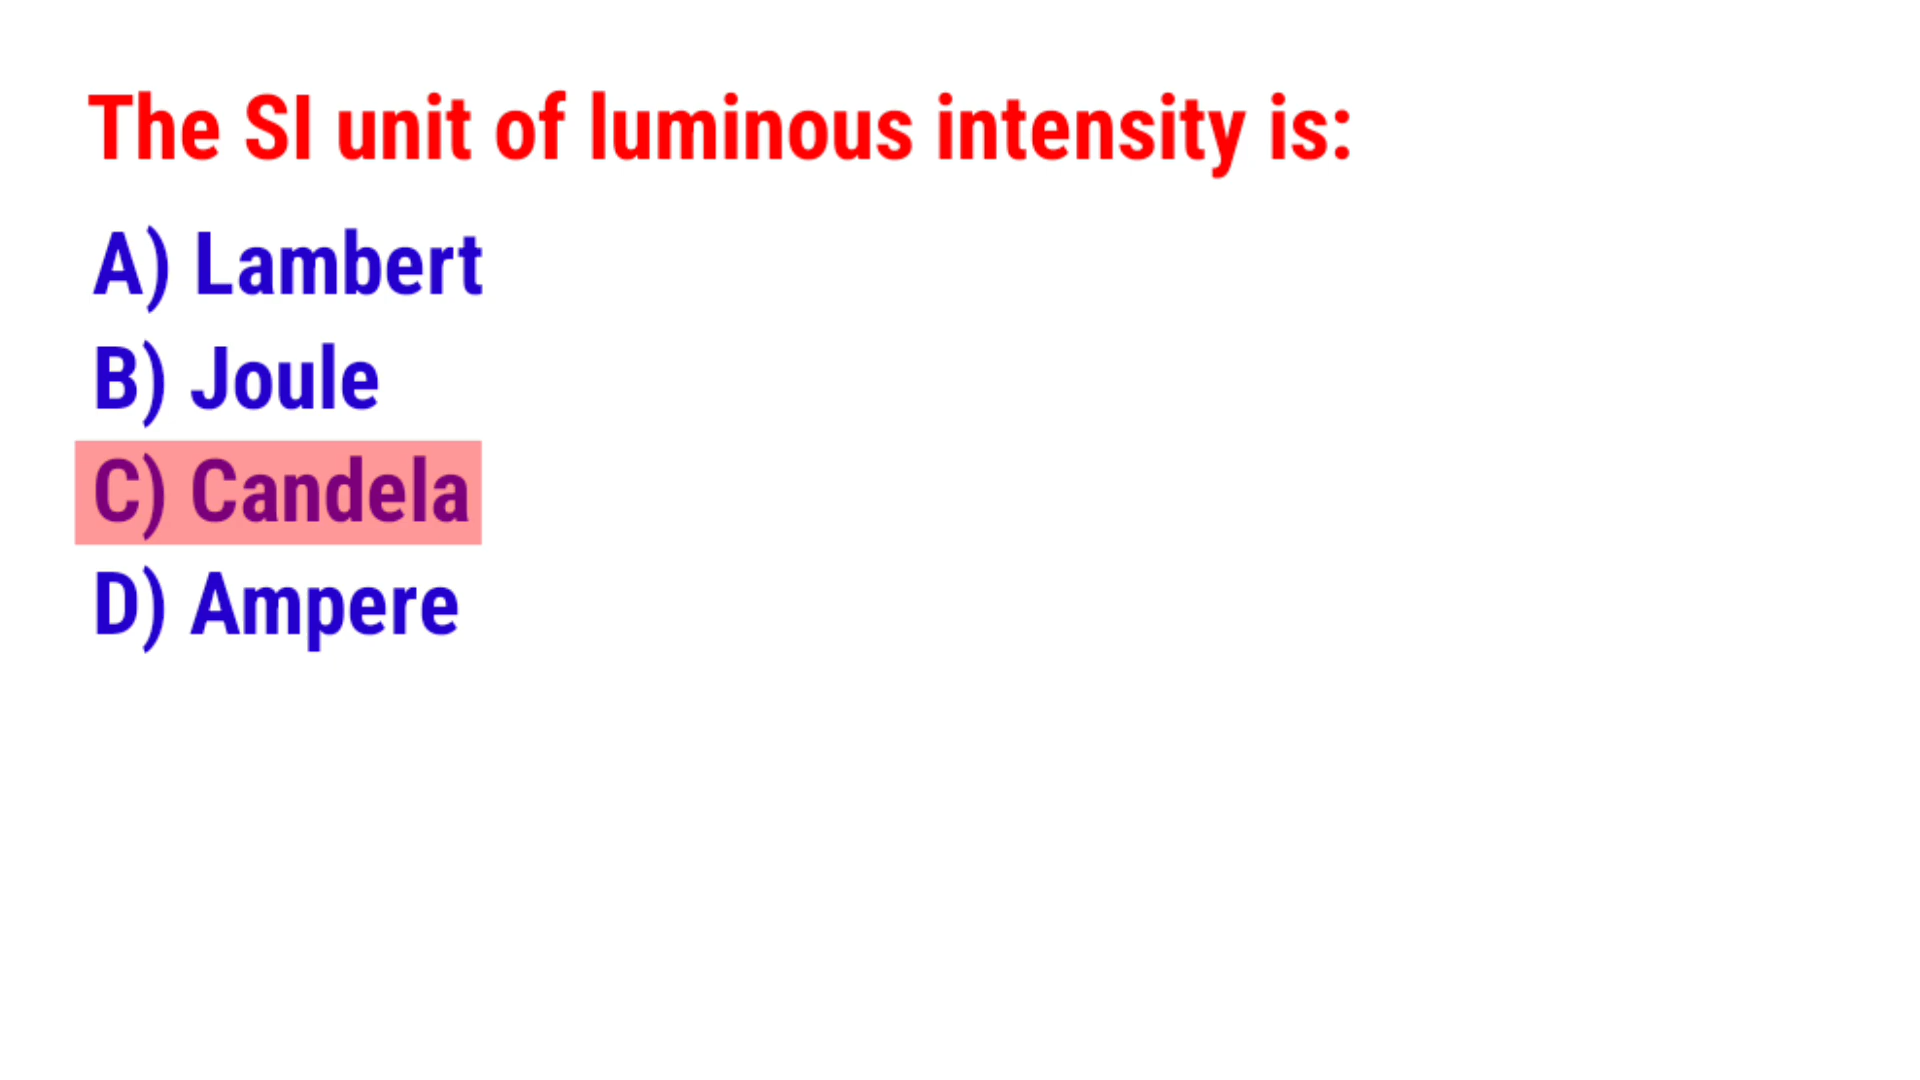 The SI unit of luminous intensity is:
A) Lambert
B) Joule
C) Candela
D) Ampere